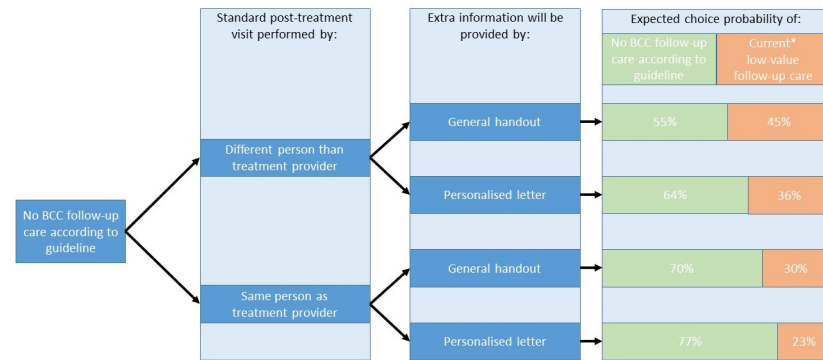 Standard post-treatment
visit performed by:
Extra information will be
provided by:
Expected choice probability of:
No BCC follow-up
care according to
guideline
Current*
low-value
follow-up care
General handout
55%
45%
Different person than
treatment provider
Personalised letter
64%
36%
No BCC follow-up
care according to
guideline
General handout
70%
30%
Same person as
treatment provider
Personalised letter
77%
23%